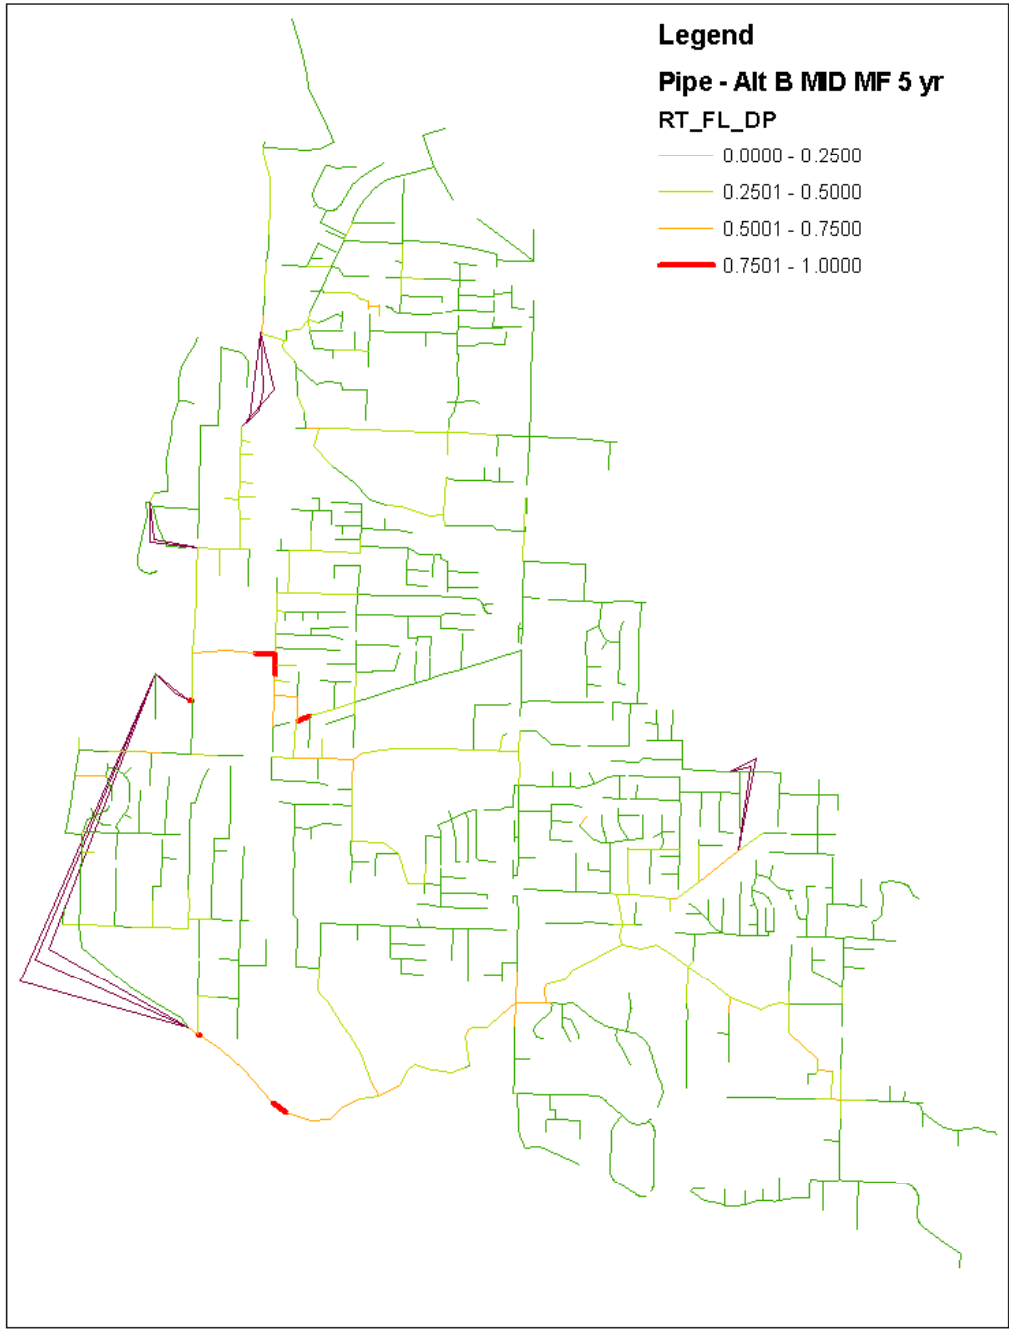 Legend
Pipe - Alt B MID MF 5 yr
RT_FL_DP
0.0000 - 0.2500
0.2501 - 0.5000
0.5001 - 0.7500
0.7501 - 1.0000